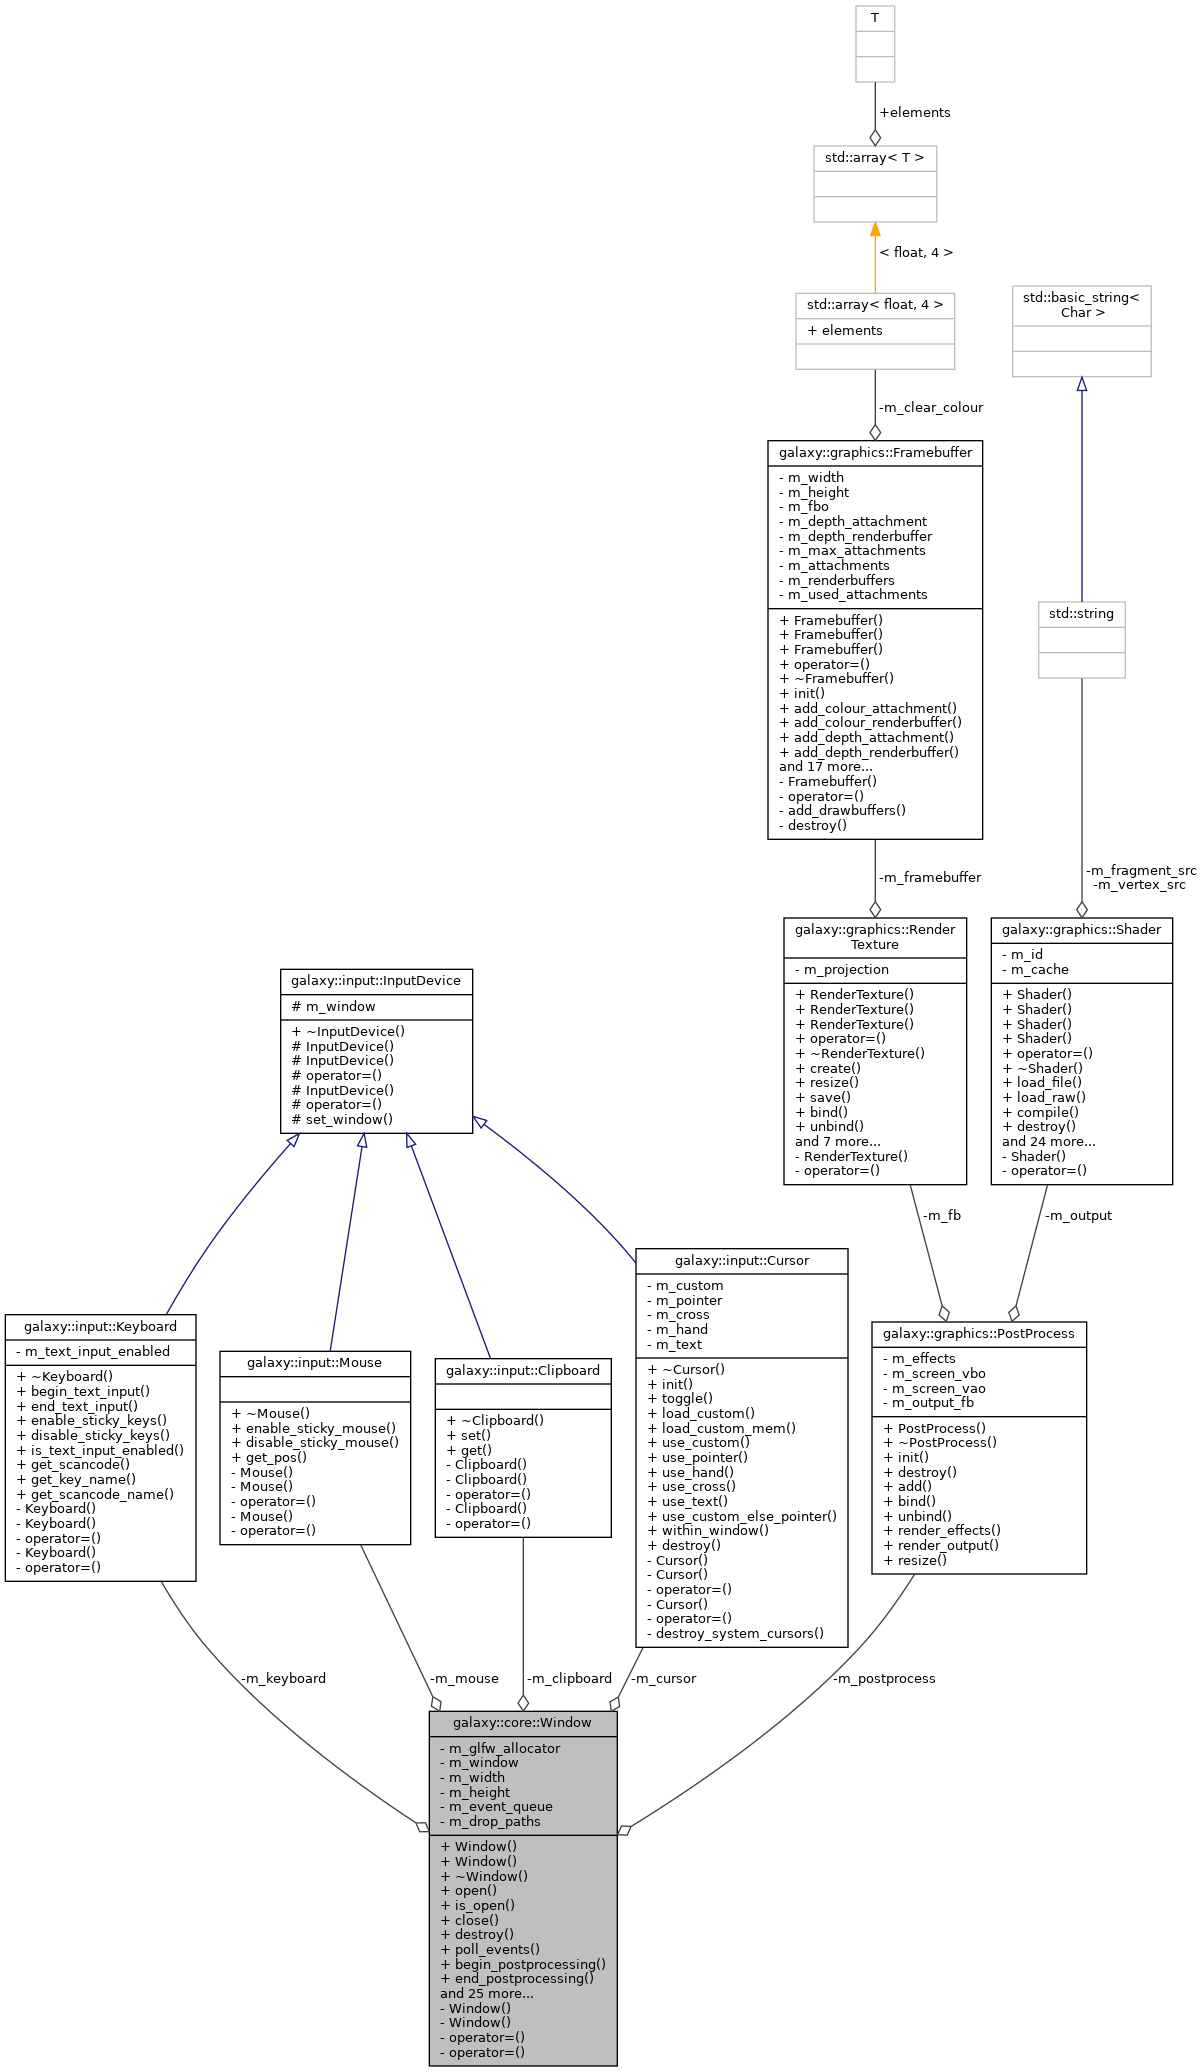 T
+elements
std::array< T >
< float, 4 >
std::array< float, 4 >
+ elements
std::basic_string<
Char >
-m_clear_colour
galaxy::graphics::Framebuffer
- m_width
- m_height
- m_fbo
- m_depth_attachment
- m_depth_renderbuffer
- m_max_attachments
- m_attachments
- m_renderbuffers
- m_used_attachments
+ Framebuffer()
+ Framebuffer()
+ Framebuffer()
+ operator=()
+ ~Framebuffer()
+ init()
+ add_colour_attachment()
+ add_colour_renderbuffer()
+ add_depth_attachment()
+ add_depth_renderbuffer()
and 17 more...
- Framebuffer()
- operator=()
- add_drawbuffers()
- destroy()
std::string
-m_framebuffer
-m_fragment_src
-m_vertex_src
galaxy::graphics::Render
Texture
- m_projection
+ RenderTexture()
+ RenderTexture()
+ RenderTexture()
+ operator=()
+ ~RenderTexture()
+ create()
+ resize()
+ save()
+ bind()
+ unbind()
and 7 more...
- RenderTexture()
- operator=()
galaxy::graphics::Shader
- m_id
- m_cache
+ Shader()
+ Shader()
+ Shader()
+ Shader()
+ operator=()
+ ~Shader()
+ load_file()
+ load_raw()
+ compile()
+ destroy()
and 24 more...
- Shader()
- operator=()
galaxy::input::InputDevice
# m_window
+ ~InputDevice()
# InputDevice()
# InputDevice()
# operator=()
# InputDevice()
# operator=()
# set_window()
-m_fb
-m_output
galaxy::input::Keyboard
- m_text_input_enabled
+ ~Keyboard()
+ begin_text_input()
+ end_text_input()
+ enable_sticky_keys()
+ disable_sticky_keys()
+ is_text_input_enabled()
+ get_scancode()
+ get_key_name()
+ get_scancode_name()
- Keyboard()
- Keyboard()
- operator=()
- Keyboard()
- operator=()
galaxy::input::Mouse
+ ~Mouse()
+ enable_sticky_mouse()
+ disable_sticky_mouse()
+ get_pos()
- Mouse()
- Mouse()
- operator=()
- Mouse()
- operator=()
galaxy::input::Clipboard
+ ~Clipboard()
+ set()
+ get()
- Clipboard()
- Clipboard()
- operator=()
- Clipboard()
- operator=()
galaxy::input::Cursor
- m_custom
- m_pointer
- m_cross
- m_hand
- m_text
+ ~Cursor()
+ init()
+ toggle()
+ load_custom()
+ load_custom_mem()
+ use_custom()
+ use_pointer()
+ use_hand()
+ use_cross()
+ use_text()
+ use_custom_else_pointer()
+ within_window()
+ destroy()
- Cursor()
- Cursor()
- operator=()
- Cursor()
- operator=()
- destroy_system_cursors()
galaxy::graphics::PostProcess
- m_effects
- m_screen_vbo
- m_screen_vao
- m_output_fb
+ PostProcess()
+ ~PostProcess()
+ init()
+ destroy()
+ add()
+ bind()
+ unbind()
+ render_effects()
+ render_output()
+ resize()
-m_keyboard
-m_mouse
-m_clipboard
-m_cursor
-m_postprocess
galaxy::core::Window
- m_glfw_allocator
- m_window
- m_width
- m_height
- m_event_queue
- m_drop_paths
+ Window()
+ Window()
+ ~Window()
+ open()
+ is_open()
+ close()
+ destroy()
+ poll_events()
+ begin_postprocessing()
+ end_postprocessing()
and 25 more...
- Window()
- Window()
- operator=()
- operator=()